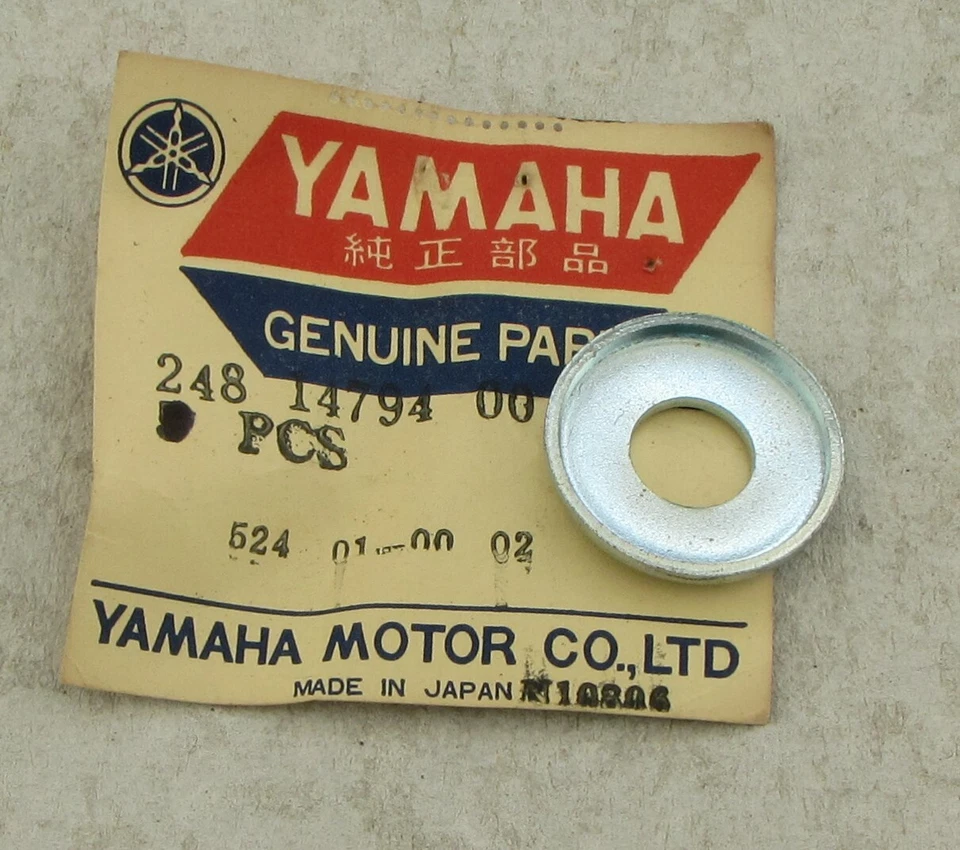 YAMAHA
純正部品
GENUINE PAR
248 14794 00
PCS
524 01-00 02
YAMAHA MOTOR CO.,LTD
MADE IN JAPAN